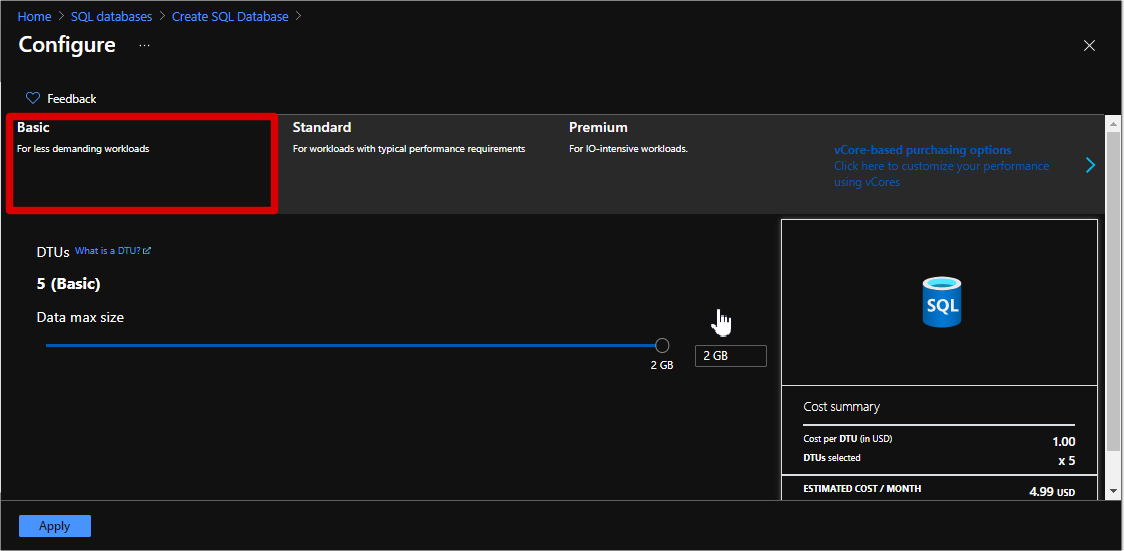 Home > SQL databases > Create SQL Database >
Configure ...
Feedback
Basic
For less demanding workloads
Standard
For workloads with typical performance requirements
Premium
For IO-intensive workloads.
vCore-based purchasing options
Click here to customize your performance
using vCores
DTUs What is a DTU?
5 (Basic)
Data max size
2 GB
2 GB
SQL
Cost summary
Cost per DTU (in USD) 1.00
DTUs selected x 5
ESTIMATED COST / MONTH 4.99 USD
Apply